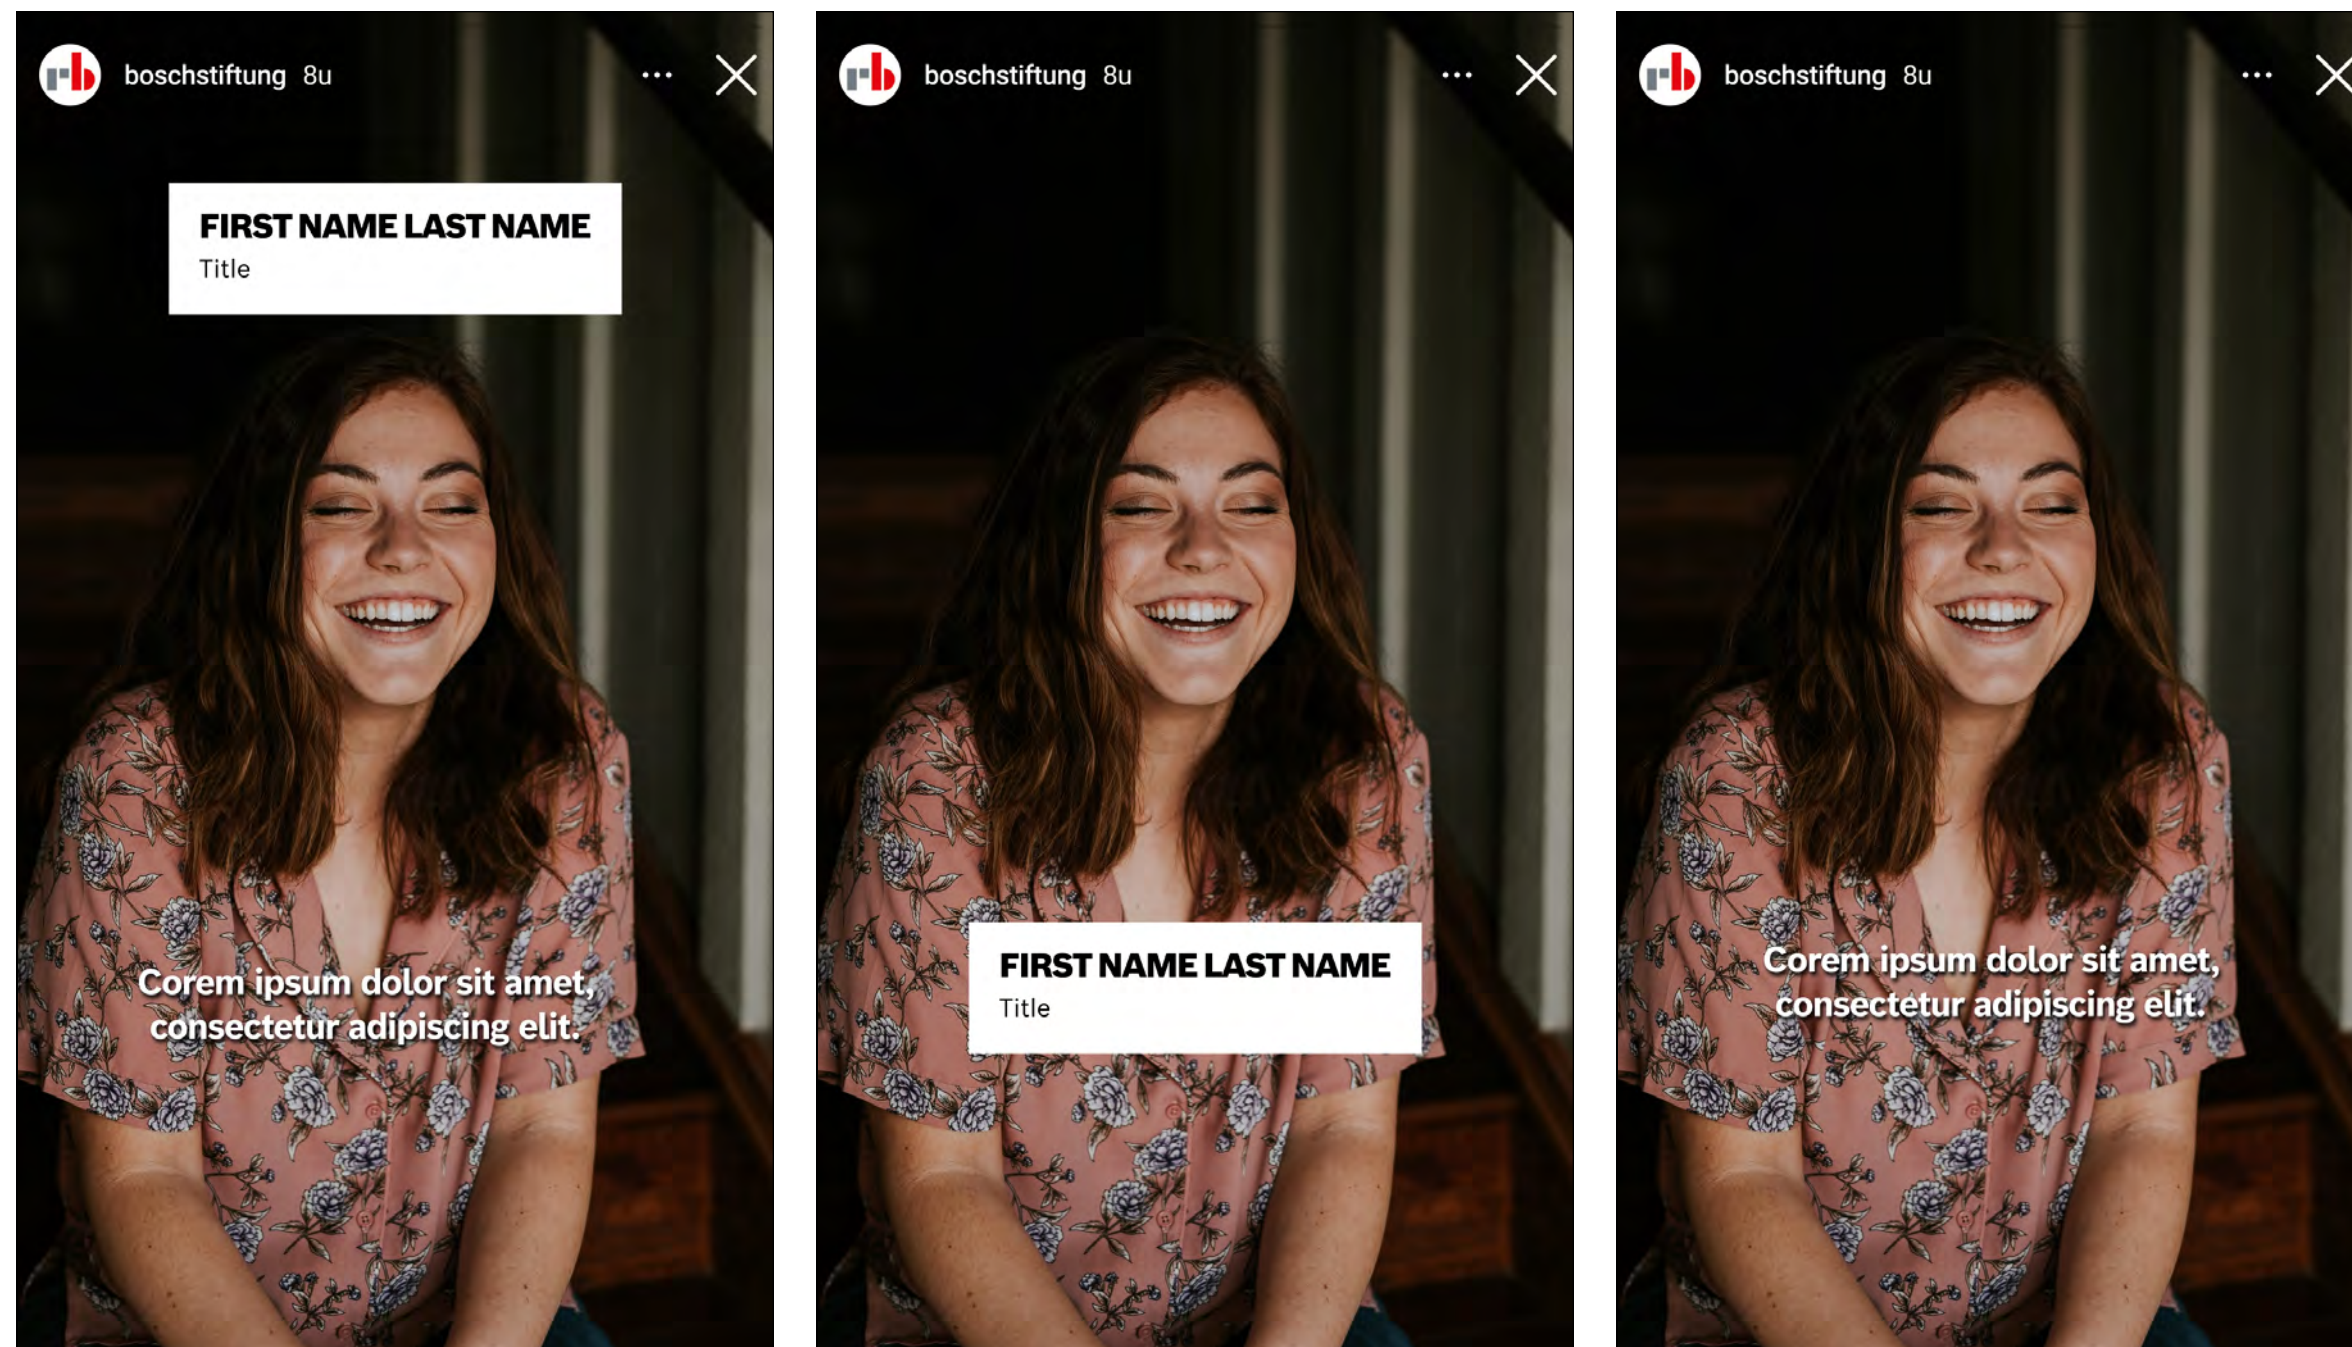 boschstiftung 8u
FIRST NAME LAST NAME
Title
Corem ipsum dolor sit amet,
consectetur adipiscing elit.
boschstiftung 8u
FIRST NAME LAST NAME
Title
boschstiftung 8u
Corem ipsum dolor sit amet,
consectetur adipiscing elit.